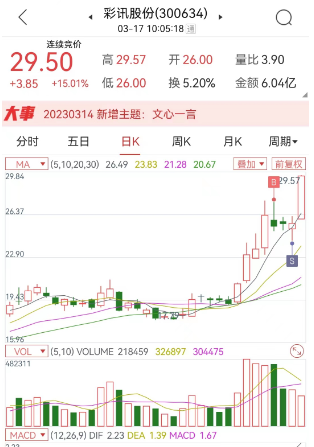 彩讯股份(300634)
03-17 10:05:18 通
连续竞价
29.50
+3.85 +15.01%
高 29.57 开 26.00 量比 3.90
低 26.00 换 5.20% 金额 6.04亿
大事 20230314 新增主题：文心一言
分时 五日 日K 周K 月K 周期
MA (5,10,20,30) 26.49 23.83 21.28 20.67 叠加 前复权
29.84
B 29.57
26.37
22.90
S
19.43
15.96
VOL (5,10) VOLUME 218459 326897 304475
482311
MACD (12,26,9) DIF 2.23 DEA 1.39 MACD 1.67
2.23